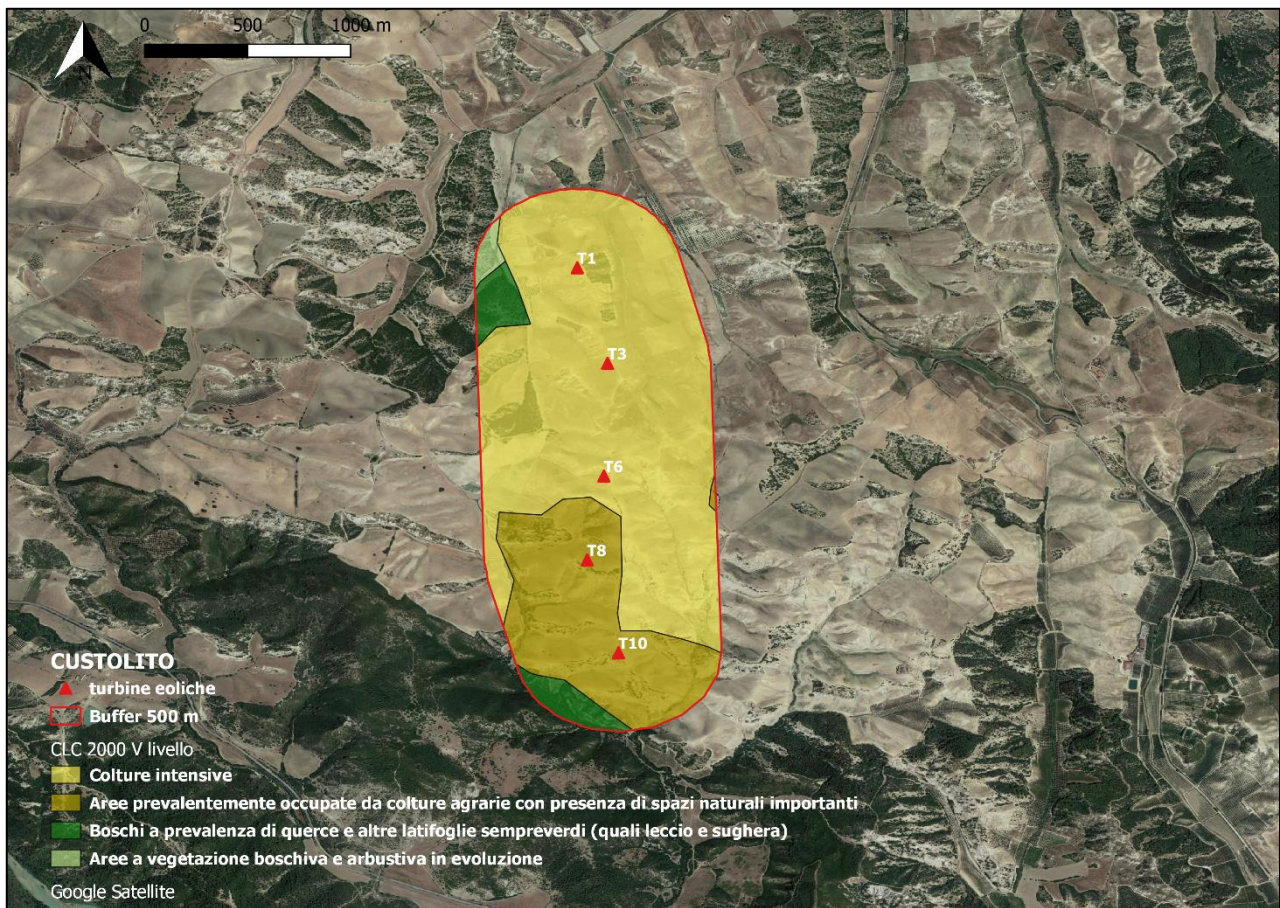 0 500 1000 m
N
T1
T3
T6
T8
T10
CUSTOLITO
turbine eoliche
Buffer 500 m
CLC 2000 V livello
Colture intensive
Aree prevalentemente occupate da colture agrarie con presenza di spazi naturali importanti
Boschi a prevalenza di querce e altre latifoglie sempreverdi (quali leccio e sughera)
Aree a vegetazione boschiva e arbustiva in evoluzione
Google Satellite